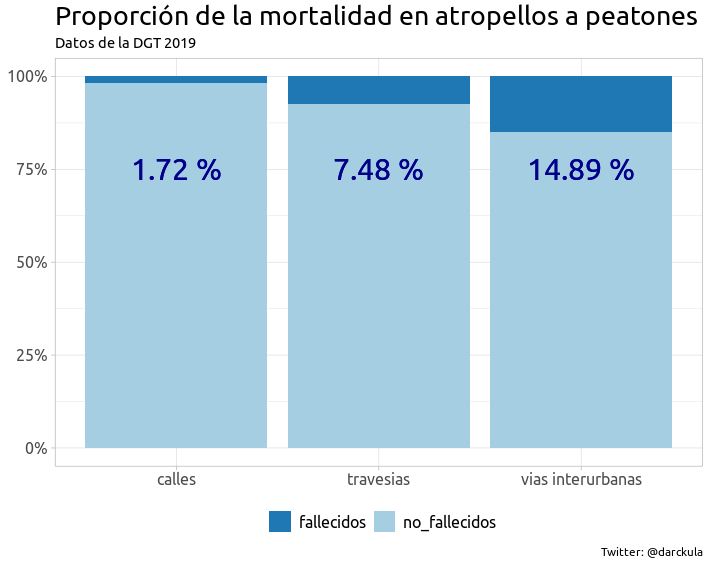 Proporción de la mortalidad en atropellos a peatones
Datos de la DGT 2019
100%
75%
50%
25%
0%
1.72 %
7.48 %
14.89 %
calles
travesias
vias interurbanas
fallecidos
no_fallecidos
Twitter: @darckula